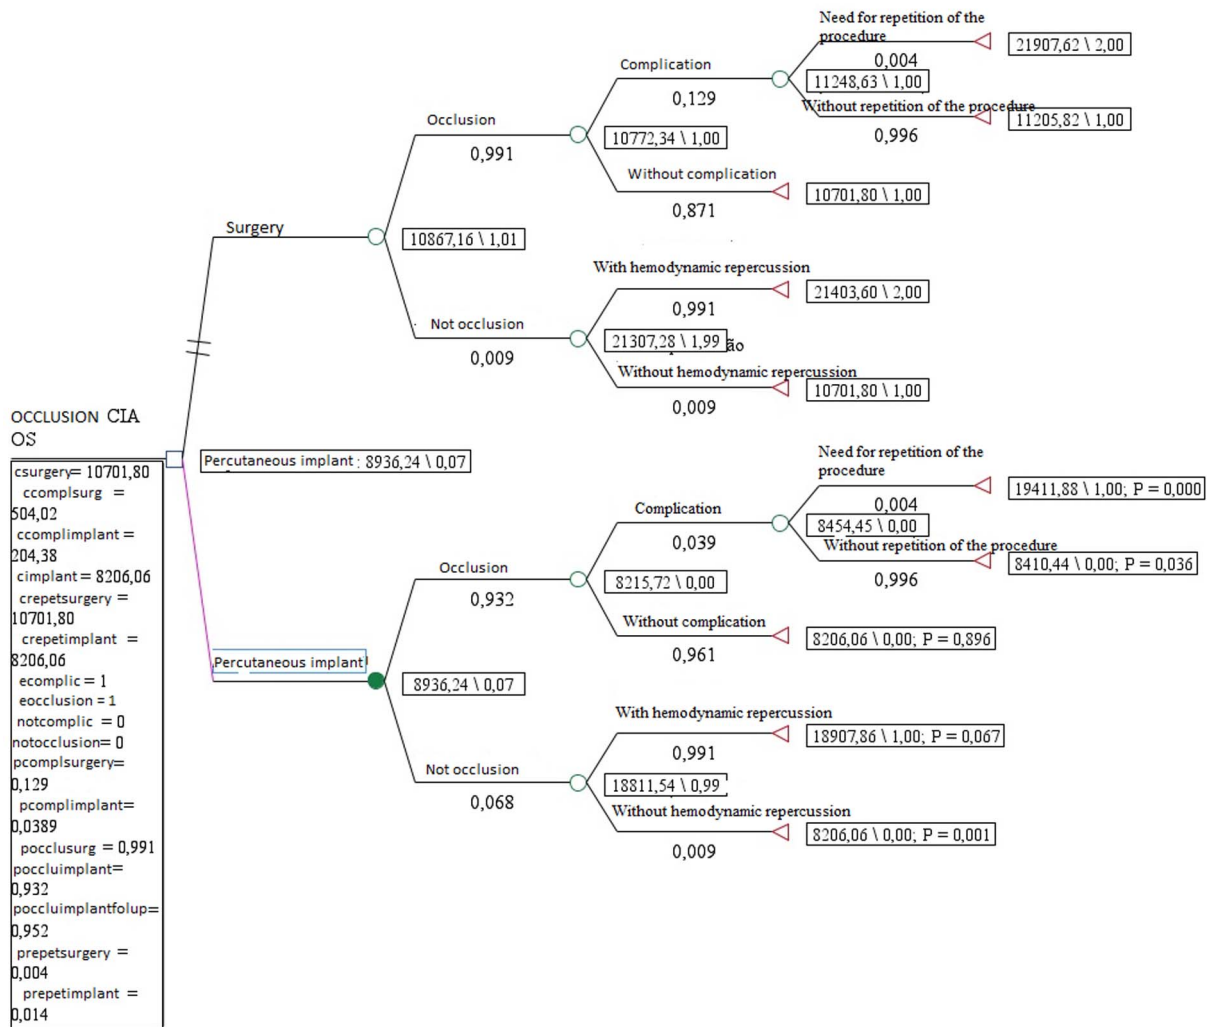 Need for repetition of the
procedure
21907,62 \ 2,00
0,004
Complication
0,129
11248,63 \ 1,00
Without repetition of the procedure
11205,82 \ 1,00
0,996
Occlusion
0,991
10772,34 \ 1,00
Without complication
0,871
10701,80 \ 1,00
Surgery
10867,16 \ 1,01
With hemodynamic repercussion
0,991
21403,60 \ 2,00
Not occlusion
0,009
21307,28 \ 1,99
ão
Without hemodynamic repercussion
0,009
10701,80 \ 1,00
OCCLUSION CIA
OS
Percutaneous implant : 8936,24 \ 0,07
csurgery= 10701,80
ccomplsurg =
504,02
ccomplimplant =
204,38
cimplant = 8206,06
crepetsurgery =
10701,80
crepetimplant =
8206,06
ecomplic = 1
eocclusion = 1
notcomplic = 0
notocclusion= 0
pcomplsurgery=
0,129
pcomplimplant=
0,0389
pocclusurg = 0,991
poccluimplant=
0,932
poccluimplantfolup=
0,952
prepetsurgery =
0,004
prepetimplant =
0,014
Need for repetition of the
procedure
19411,88 \ 1,00; P = 0,000
0,004
Complication
0,039
8454,45 \ 0,00
Without repetition of the procedure
8410,44 \ 0,00; P = 0,036
0,996
Occlusion
0,932
8215,72 \ 0,00
Without complication
0,961
8206,06 \ 0,00; P = 0,896
Percutaneous implant
8936,24 \ 0,07
With hemodynamic repercussion
0,991
18907,86 \ 1,00; P = 0,067
Not occlusion
0,068
18811,54 \ 0,99
Without hemodynamic repercussion
0,009
8206,06 \ 0,00; P = 0,001